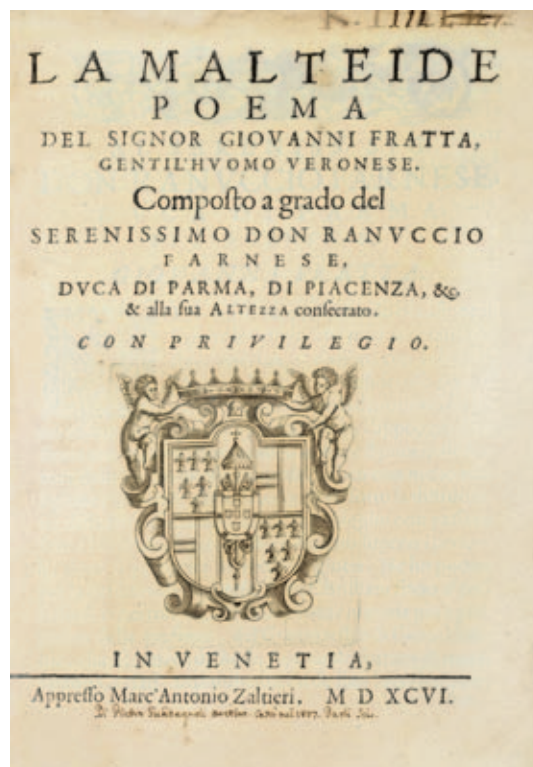 LA MALTEIDE
POEMA
DEL SIGNOR GIOVANNI FRATTA,
GENTIL'HVOMO VERONESE.
Compoſto a grado del
SERENISSIMO DON RANVCCIO
FARNESE,
DVCA DI PARMA, DI PIACENZA, &c.
& alla ſua ALTEZZA conſecrato.
CON PRIVILEGIO.
IN VENETIA,
Appreſſo Marc'Antonio Zaltieri. M D XCVI.